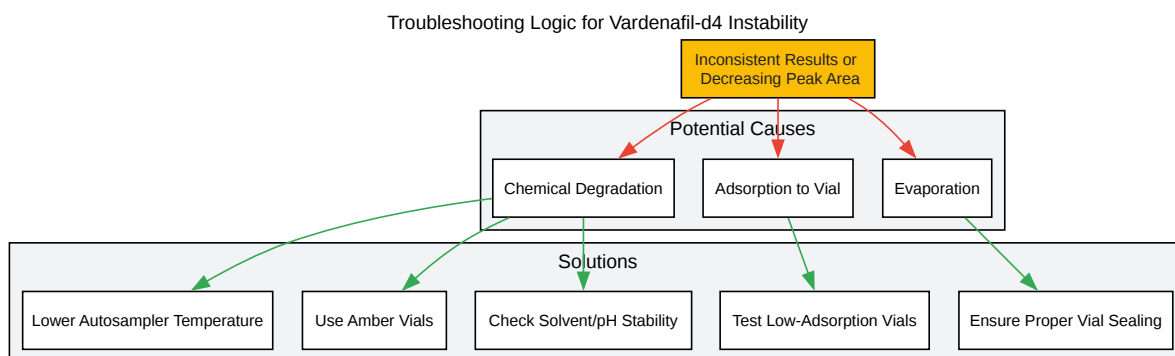 Troubleshooting Logic for Vardenafil-d4 Instability
Inconsistent Results or
Decreasing Peak Area
Potential Causes
Chemical Degradation
Adsorption to Vial
Evaporation
Solutions
Lower Autosampler Temperature
Use Amber Vials
Check Solvent/pH Stability
Test Low-Adsorption Vials
Ensure Proper Vial Sealing